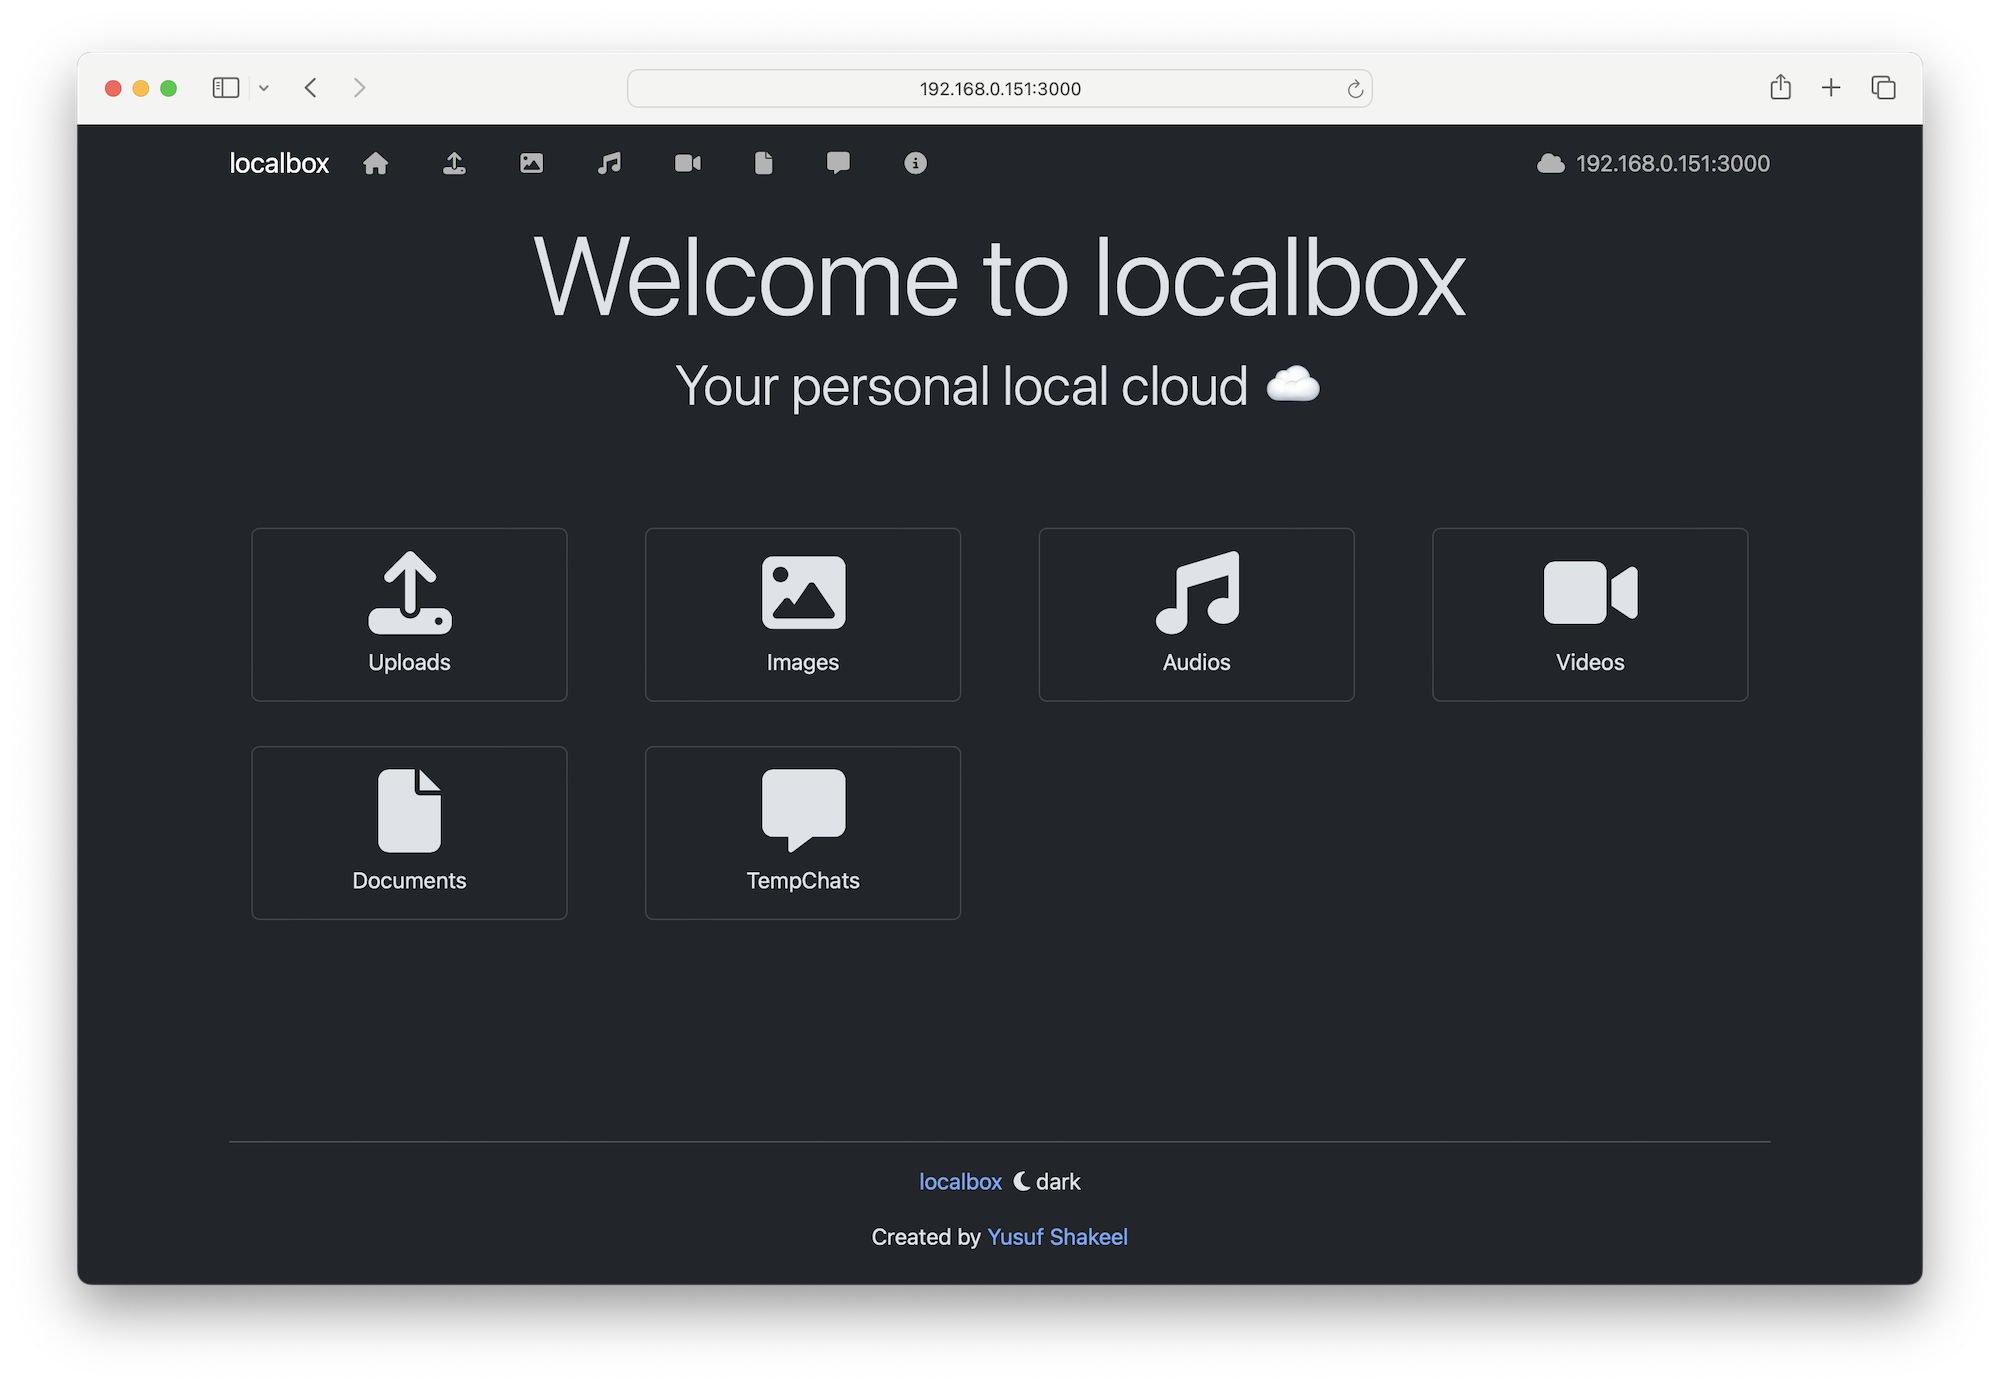 192.168.0.151:3000
localbox 192.168.0.151:3000
Welcome to localbox
Your personal local cloud ☁️
Uploads Images Audios Videos
Documents TempChats
localbox dark
Created by Yusuf Shakeel